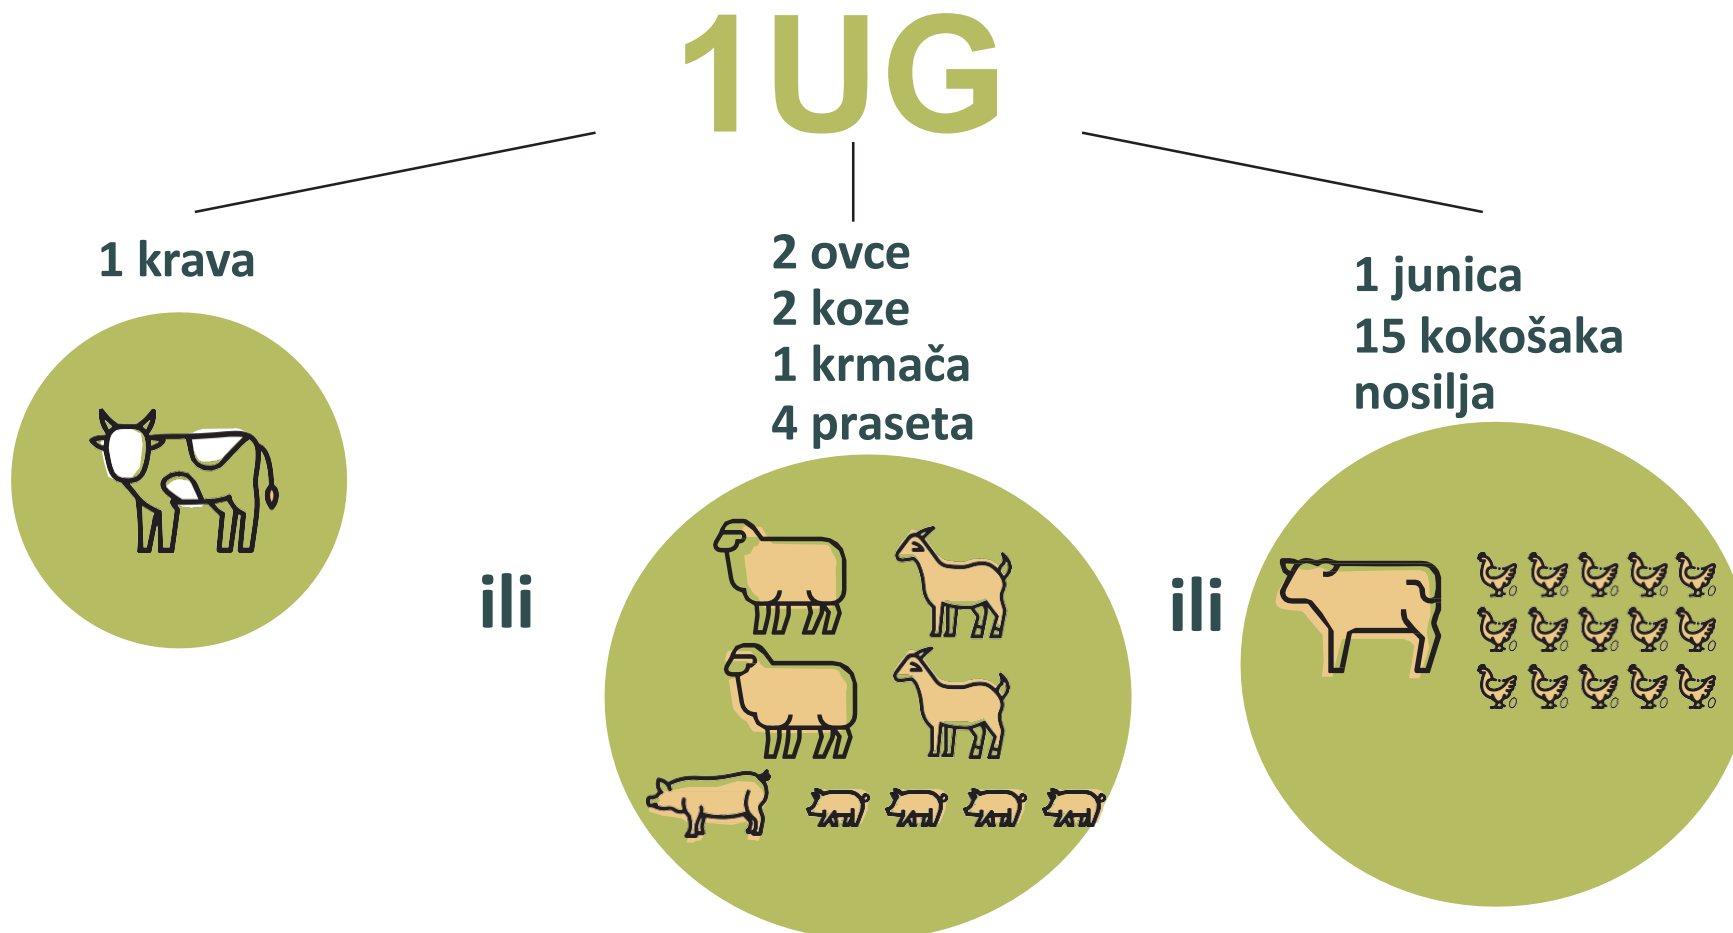 1UG
1 krava
ili
2 ovce
2 koze
1 krmača
4 praseta
ili
1 junica
15 kokošaka
nosilja